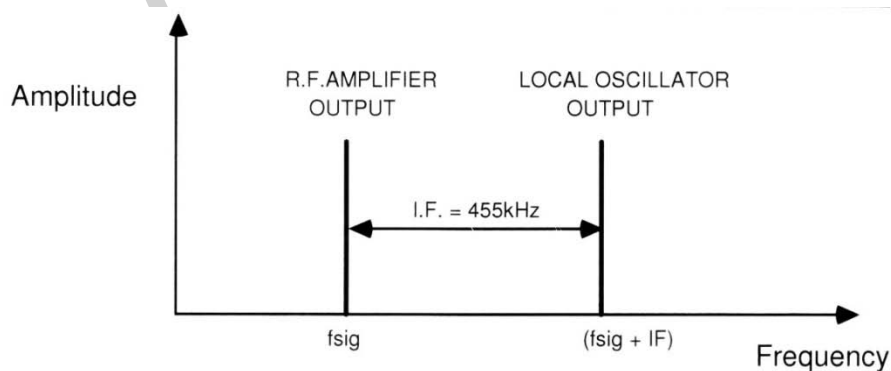 R.F.AMPLIFIER
OUTPUT
LOCAL OSCILLATOR
OUTPUT
Amplitude
I.F. = 455kHz
fsig
(fsig + IF)
Frequency